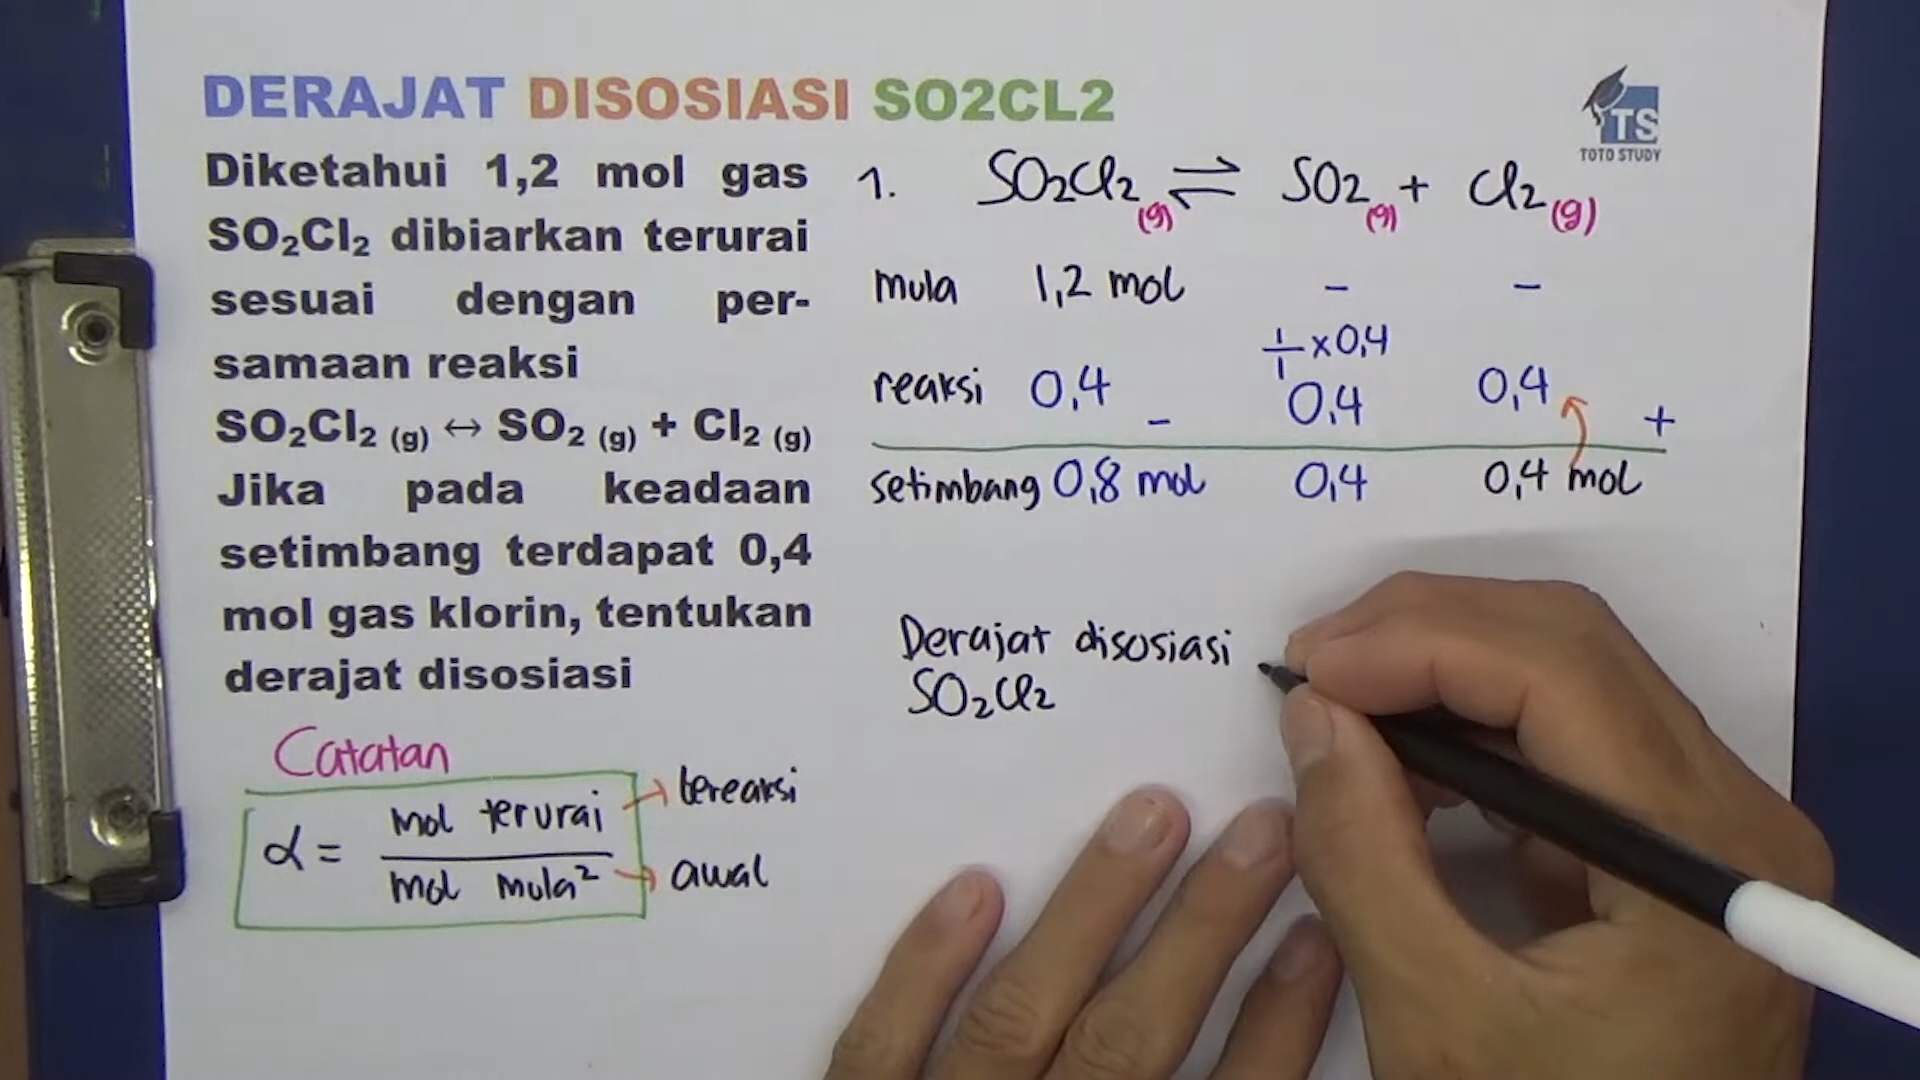 DERAJAT DISOSIASI SO2CL2
TS
TOTO STUDY
Diketahui 1,2 mol gas
SO₂Cl₂ dibiarkan terurai
sesuai dengan per-
samaan reaksi
SO₂Cl₂ (g) ↔ SO₂ (g) + Cl₂ (g)
Jika pada keadaan
setimbang terdapat 0,4
mol gas klorin, tentukan
derajat disosiasi
Catatan
α = mol terurai → bereaksi
mol mula² → awal
1. SO₂Cl₂ (g) ⇌ SO₂ (g) + Cl₂ (g)
mula 1,2 mol - -
1/1 x 0,4
reaksi 0,4 - 0,4 0,4 +
setimbang 0,8 mol 0,4 0,4 mol
Derajat disosiasi
SO₂Cl₂